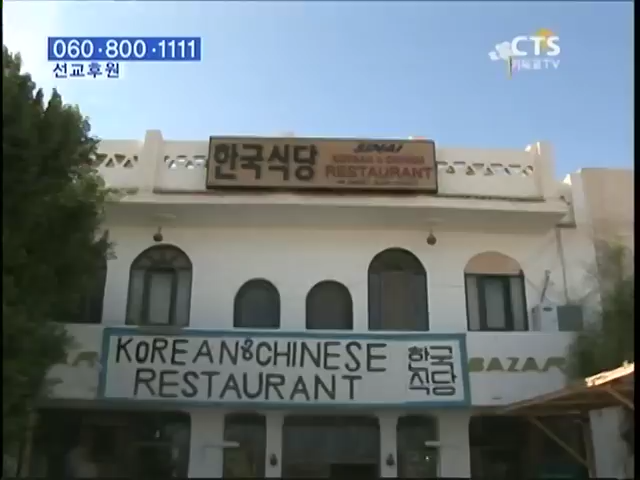 060·800·1111
선교후원
CTS
기독교TV
한국식당
SINAI
KOREAN & CHINESE
RESTAURANT
KOREAN & CHINESE
RESTAURANT
한국
식당
BAZAR